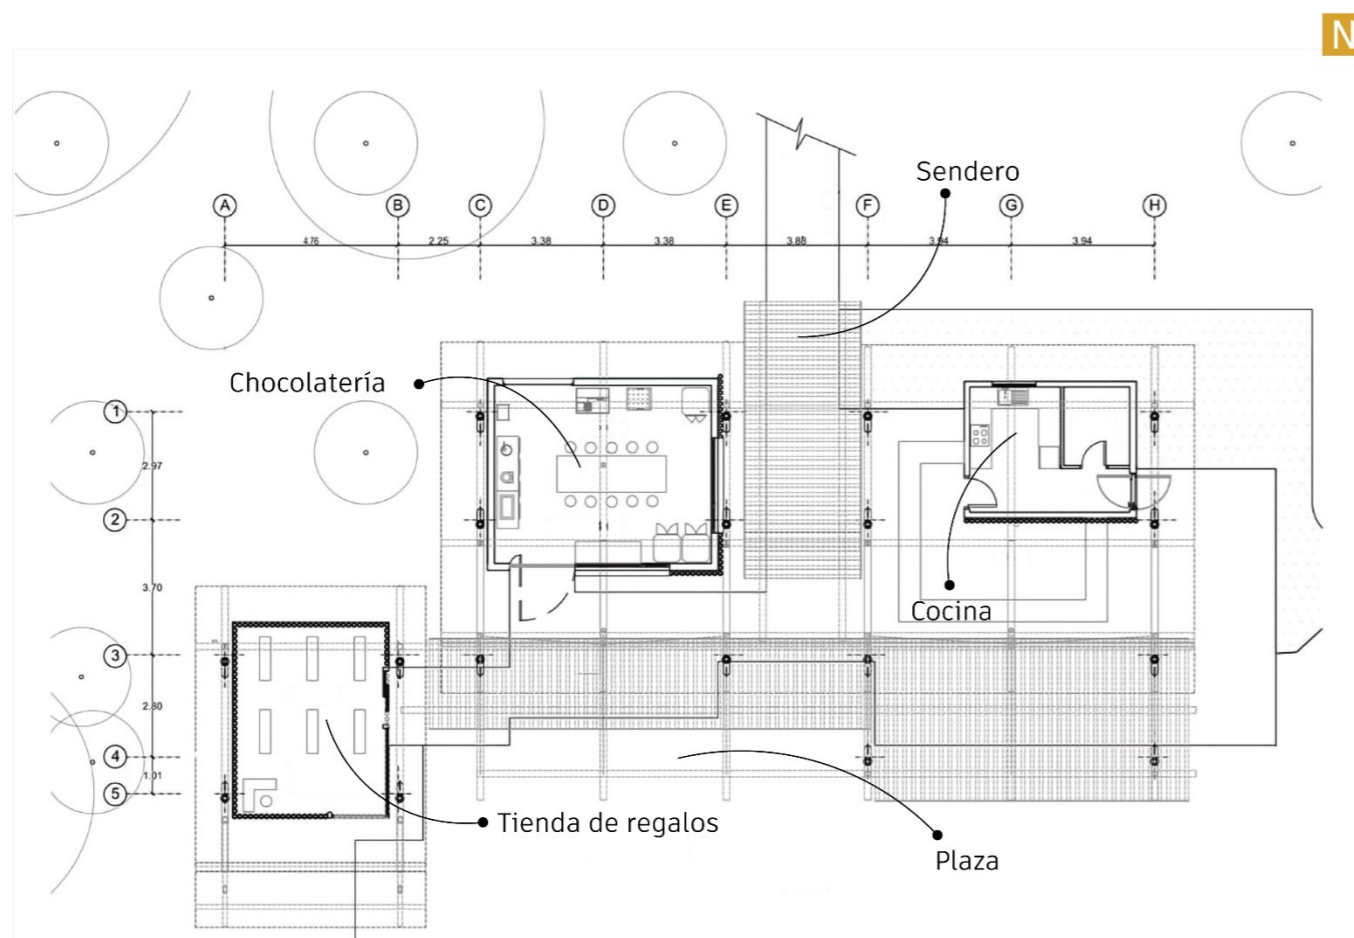 N
Sendero
A B C D E F G H
4.76 2.25 3.38 3.38 3.88 3.94 3.94
Chocolatería
1
2.97
2
3.70
Cocina
3
2.80
4
1.01
5
Tienda de regalos
Plaza